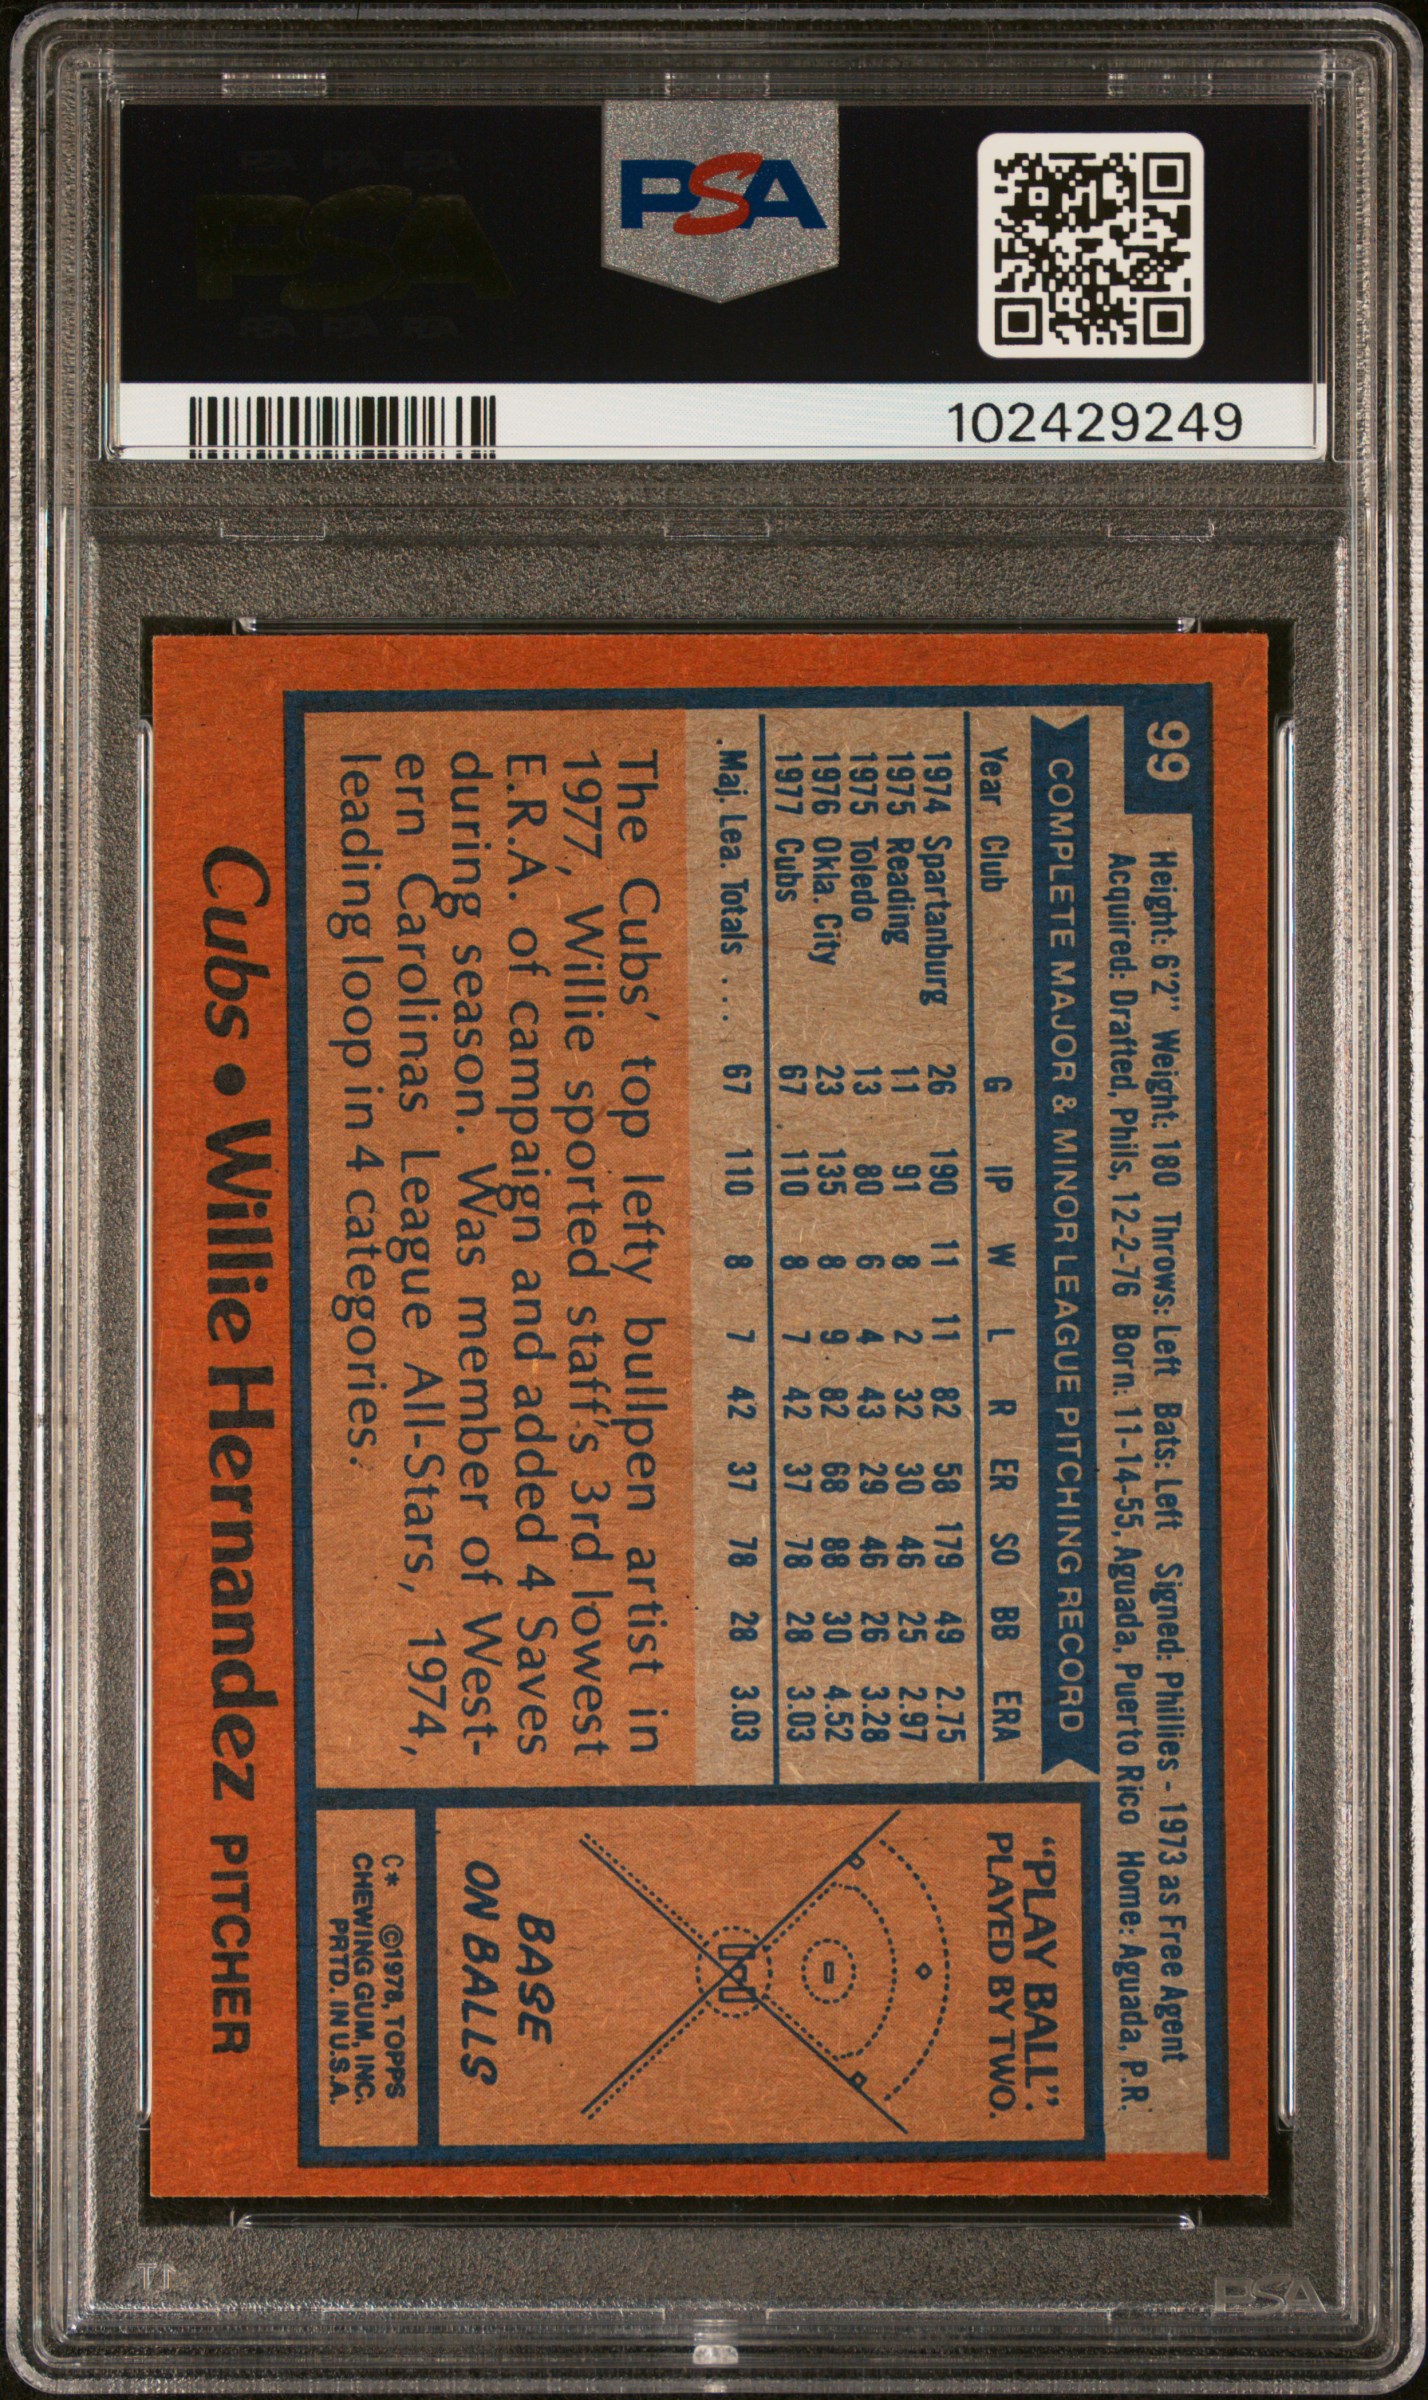 PSA PSA PSA
PSA
PSA PSA PSA
PSA
102429249
99
Height: 6'2" Weight: 180 Throws: Left Bats: Left Signed: Phillies - 1973 as Free Agent
Acquired: Drafted, Phils, 12-2-76 Born: 11-14-55, Aguada, Puerto Rico Home: Aguada, P.R.
COMPLETE MAJOR & MINOR LEAGUE PITCHING RECORD
Year Club G IP W L R ER SO BB ERA
1974 Spartanburg 26 190 11 11 82 58 179 49 2.75
1975 Reading 11 91 8 2 32 30 46 25 2.97
1975 Toledo 13 80 6 4 43 29 46 26 3.28
1976 Okla. City 23 135 8 9 82 68 88 30 4.52
1977 Cubs 67 110 8 7 42 37 78 28 3.03
Maj. Lea. Totals . . . 67 110 8 7 42 37 78 28 3.03
The Cubs' top lefty bullpen artist in
1977, Willie sported staff's 3rd lowest
E.R.A. of campaign and added 4 Saves
during season. Was member of West-
ern Carolinas League All-Stars, 1974,
leading loop in 4 categories.
"PLAY BALL":
PLAYED BY TWO.
BASE
ON BALLS
C* ©1978, TOPPS
CHEWING GUM, INC.
PRTD. IN U.S.A.
Cubs • Willie Hernandez PITCHER
PSA